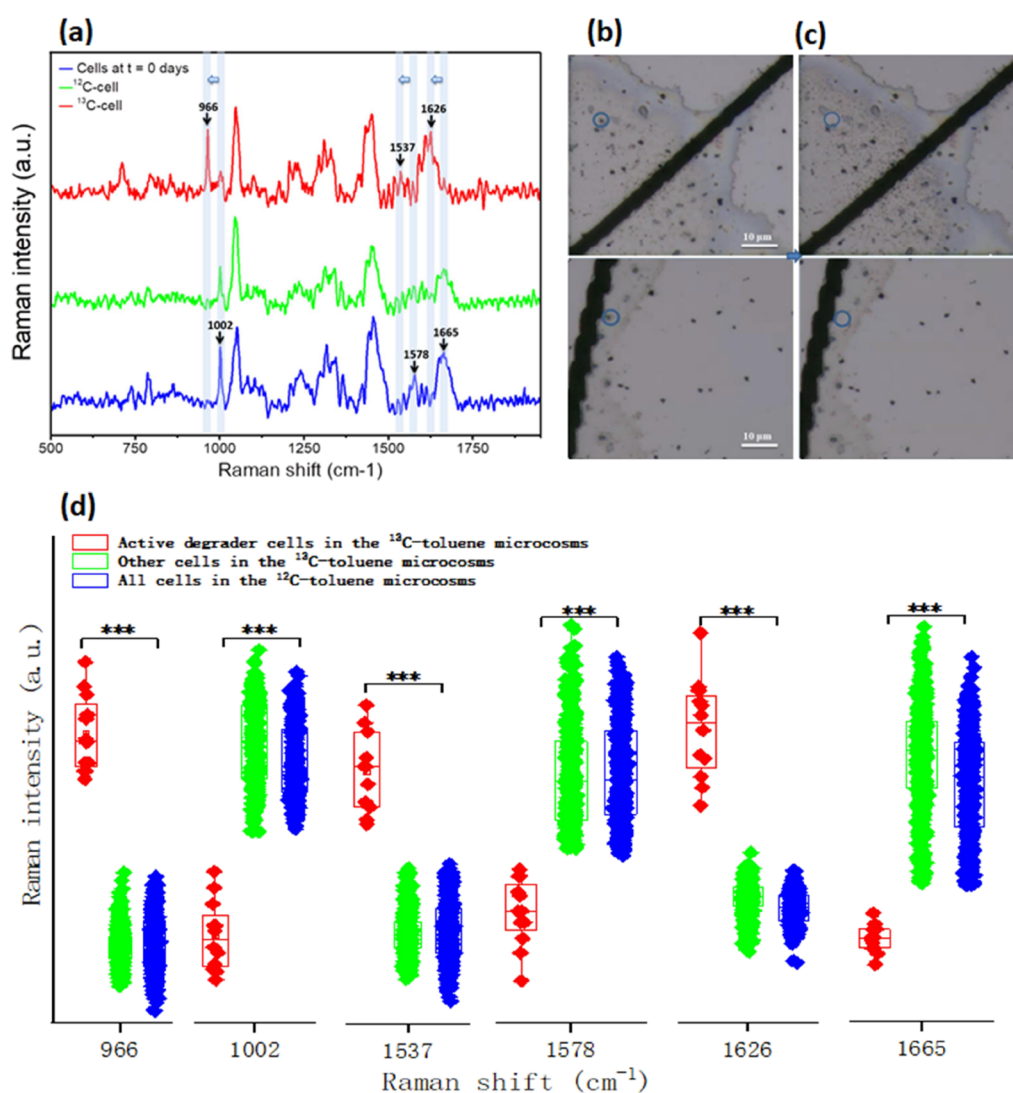 (a)
(b)
(c)
Cells at t = 0 days
¹²C-cell
¹³C-cell
966
1626
1537
1002
1578
1665
Raman intensity (a.u.)
500
750
1000
1250
1500
1750
Raman shift (cm-1)
10 μm
10 μm
(d)
Active degrader cells in the ¹³C-toluene microcosms
Other cells in the ¹³C-toluene microcosms
All cells in the ¹²C-toluene microcosms
***
***
***
***
***
***
Raman intensity (a.u.)
966
1002
1537
1578
1626
1665
Raman shift (cm⁻¹)